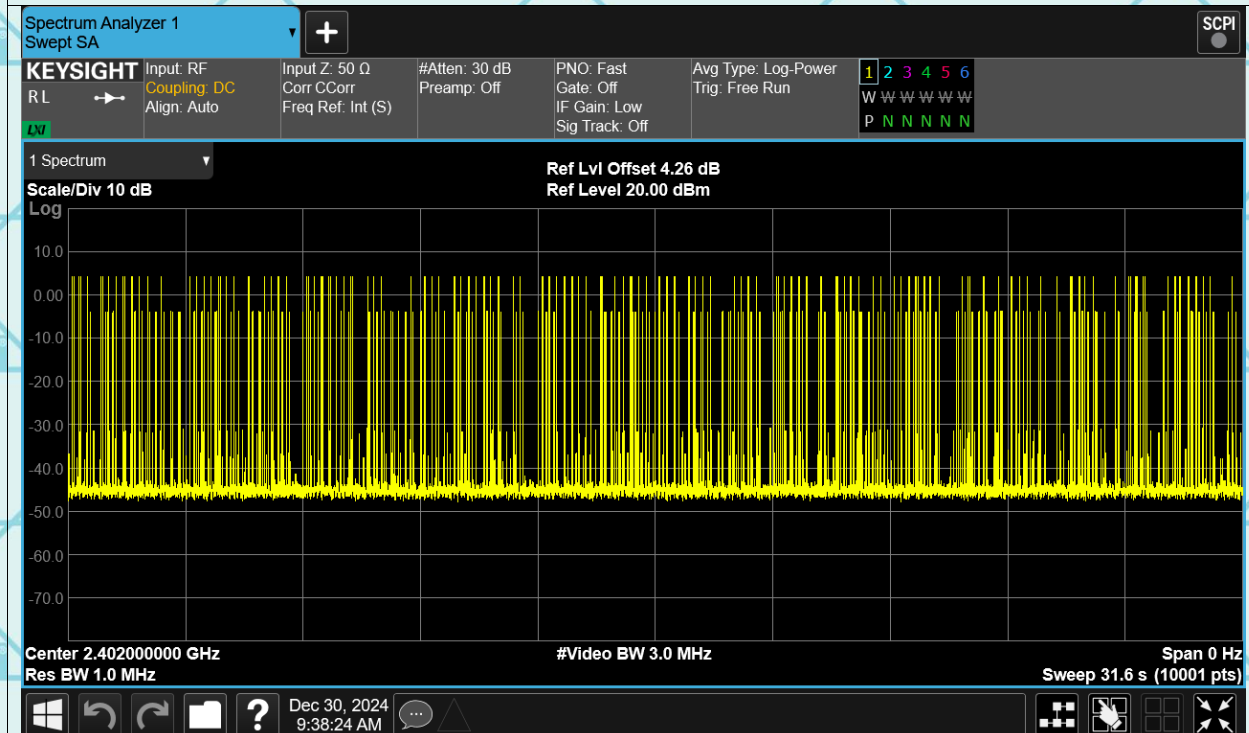 Spectrum Analyzer 1
Swept SA
+
SCPI
KEYSIGHT
RL
LXI
Input: RF
Coupling: DC
Align: Auto
Input Z: 50 Ω
Corr CCorr
Freq Ref: Int (S)
#Atten: 30 dB
Preamp: Off
PNO: Fast
Gate: Off
IF Gain: Low
Sig Track: Off
Avg Type: Log-Power
Trig: Free Run
1 2 3 4 5 6
W W W W W W
P N N N N N
1 Spectrum
Scale/Div 10 dB
Ref Lvl Offset 4.26 dB
Ref Level 20.00 dBm
Log
10.0
0.00
-10.0
-20.0
-30.0
-40.0
-50.0
-60.0
-70.0
Center 2.402000000 GHz
#Video BW 3.0 MHz
Span 0 Hz
Res BW 1.0 MHz
Sweep 31.6 s (10001 pts)
?
Dec 30, 2024
9:38:24 AM